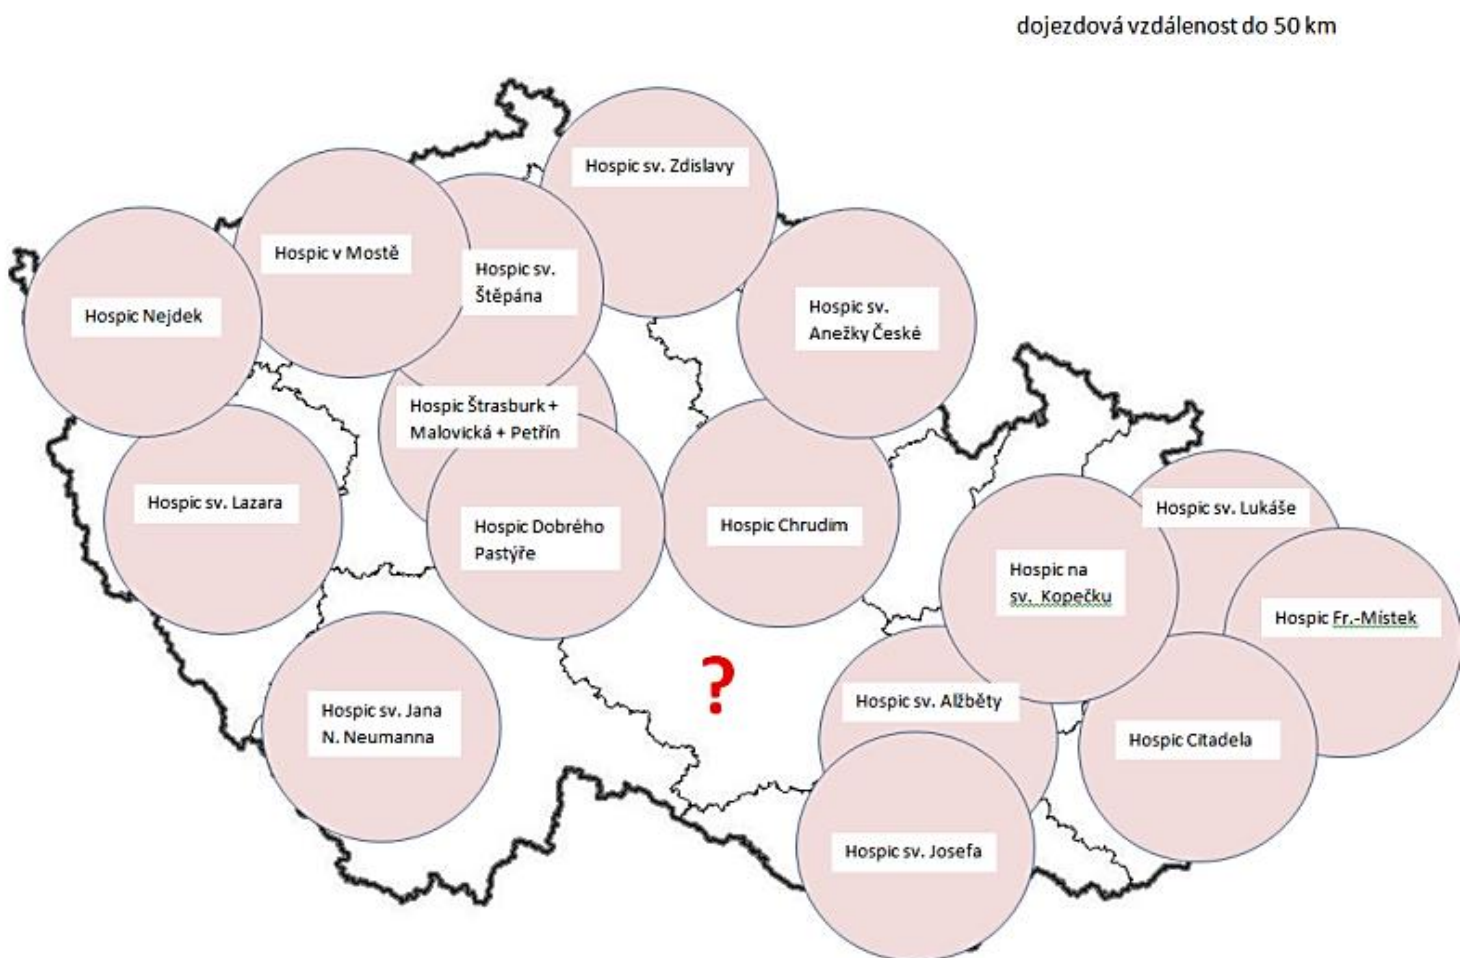 dojezdová vzdálenost do 50 km
Hospic sv. Zdislavy
Hospic v Mostě
Hospic sv.
Štěpána
Hospic Nejdek
Hospic sv.
Anežky České
Hospic Štrasburk +
Malovická + Petřín
Hospic sv. Lazara
Hospic Dobrého
Pastýře
Hospic Chrudim
Hospic sv. Lukáše
Hospic na
sv. Kopečku
Hospic Fr.-Místek
?
Hospic sv. Alžběty
Hospic sv. Jana
N. Neumanna
Hospic Citadela
Hospic sv. Josefa